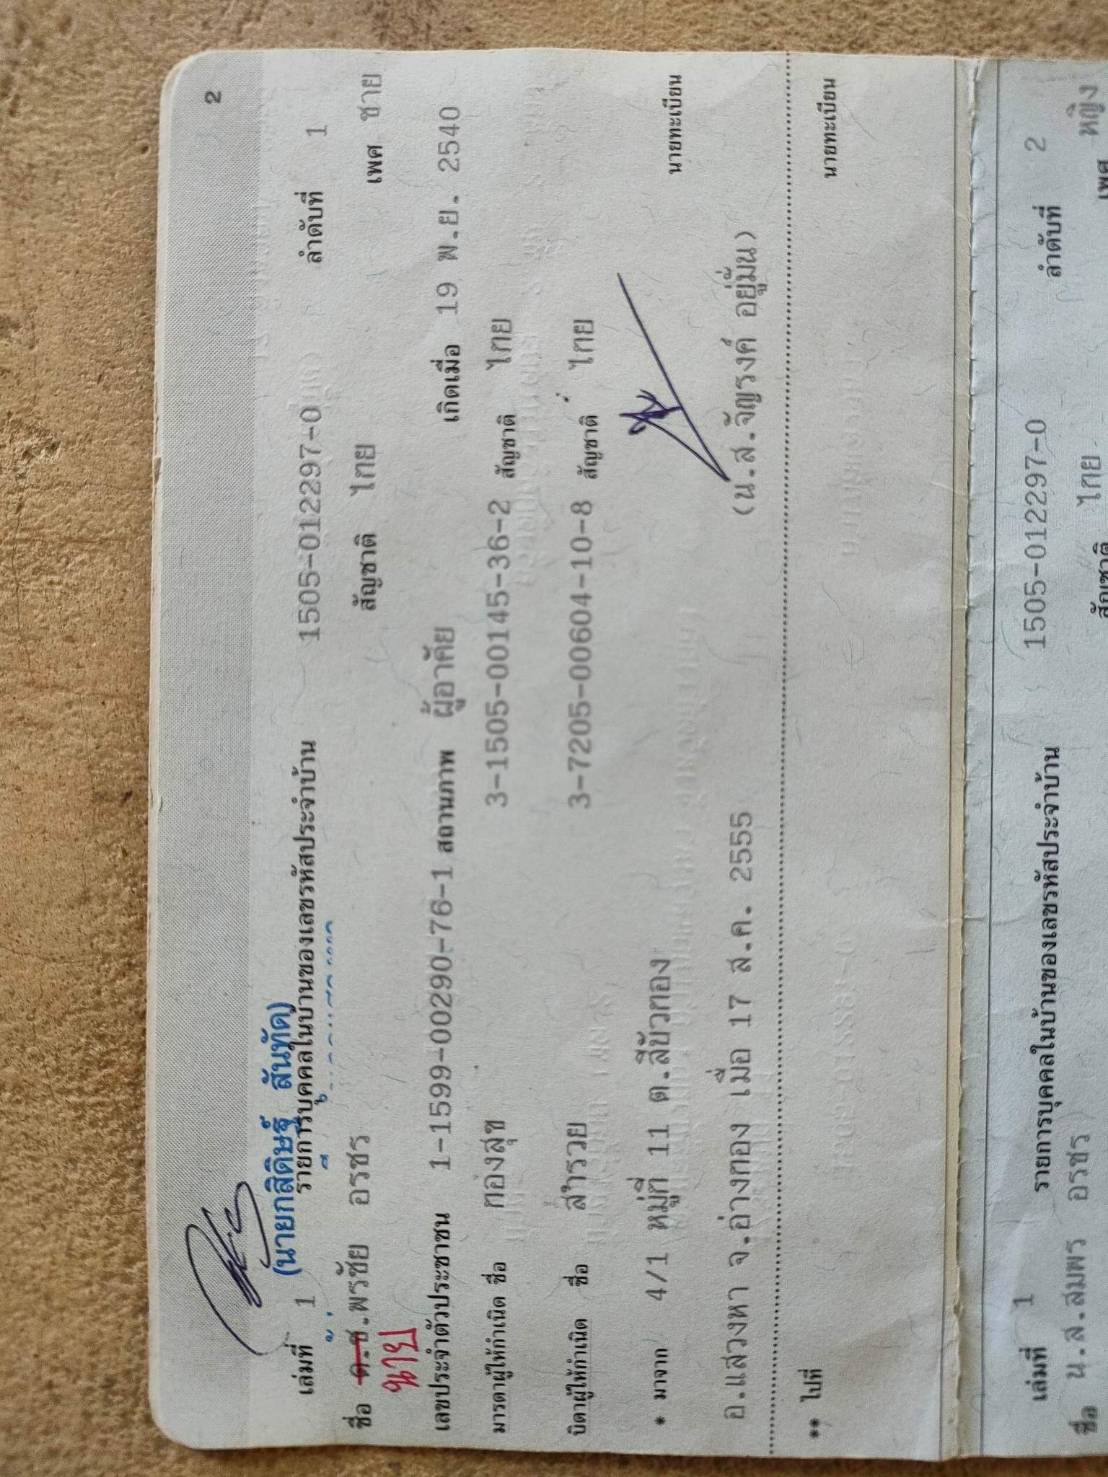 2
(นายกสิดิษฐ์ สันทัด)
เล่มที่ 1 รายการบุคคลในบ้านของเลขรหัสประจำบ้าน 1505-012297-0 ลำดับที่ 1
ชื่อ ด.ช.พรชัย อรชร สัญชาติ ไทย เพศ ชาย
นาย
เลขประจำตัวประชาชน 1-1599-00290-76-1 สถานภาพ ผู้อาศัย เกิดเมื่อ 19 พ.ย. 2540
มารดาผู้ให้กำเนิด ชื่อ ทองสุข 3-1505-00145-36-2 สัญชาติ ไทย
บิดาผู้ให้กำเนิด ชื่อ สำรวย 3-7205-00604-10-8 สัญชาติ ไทย
* มาจาก 4/1 หมู่ที่ 11 ต.สีบัวทอง
นายทะเบียน
อ.แสวงหา จ.อ่างทอง เมื่อ 17 ส.ค. 2555 (น.ส.จัญรงค์ อยู่มั่น)
** ไปที่ นายทะเบียน
เล่มที่ 1 รายการบุคคลในบ้านของเลขรหัสประจำบ้าน 1505-012297-0 ลำดับที่ 2
ชื่อ น.ส.สมพร อรชร สัญชาติ ไทย เพศ หญิง